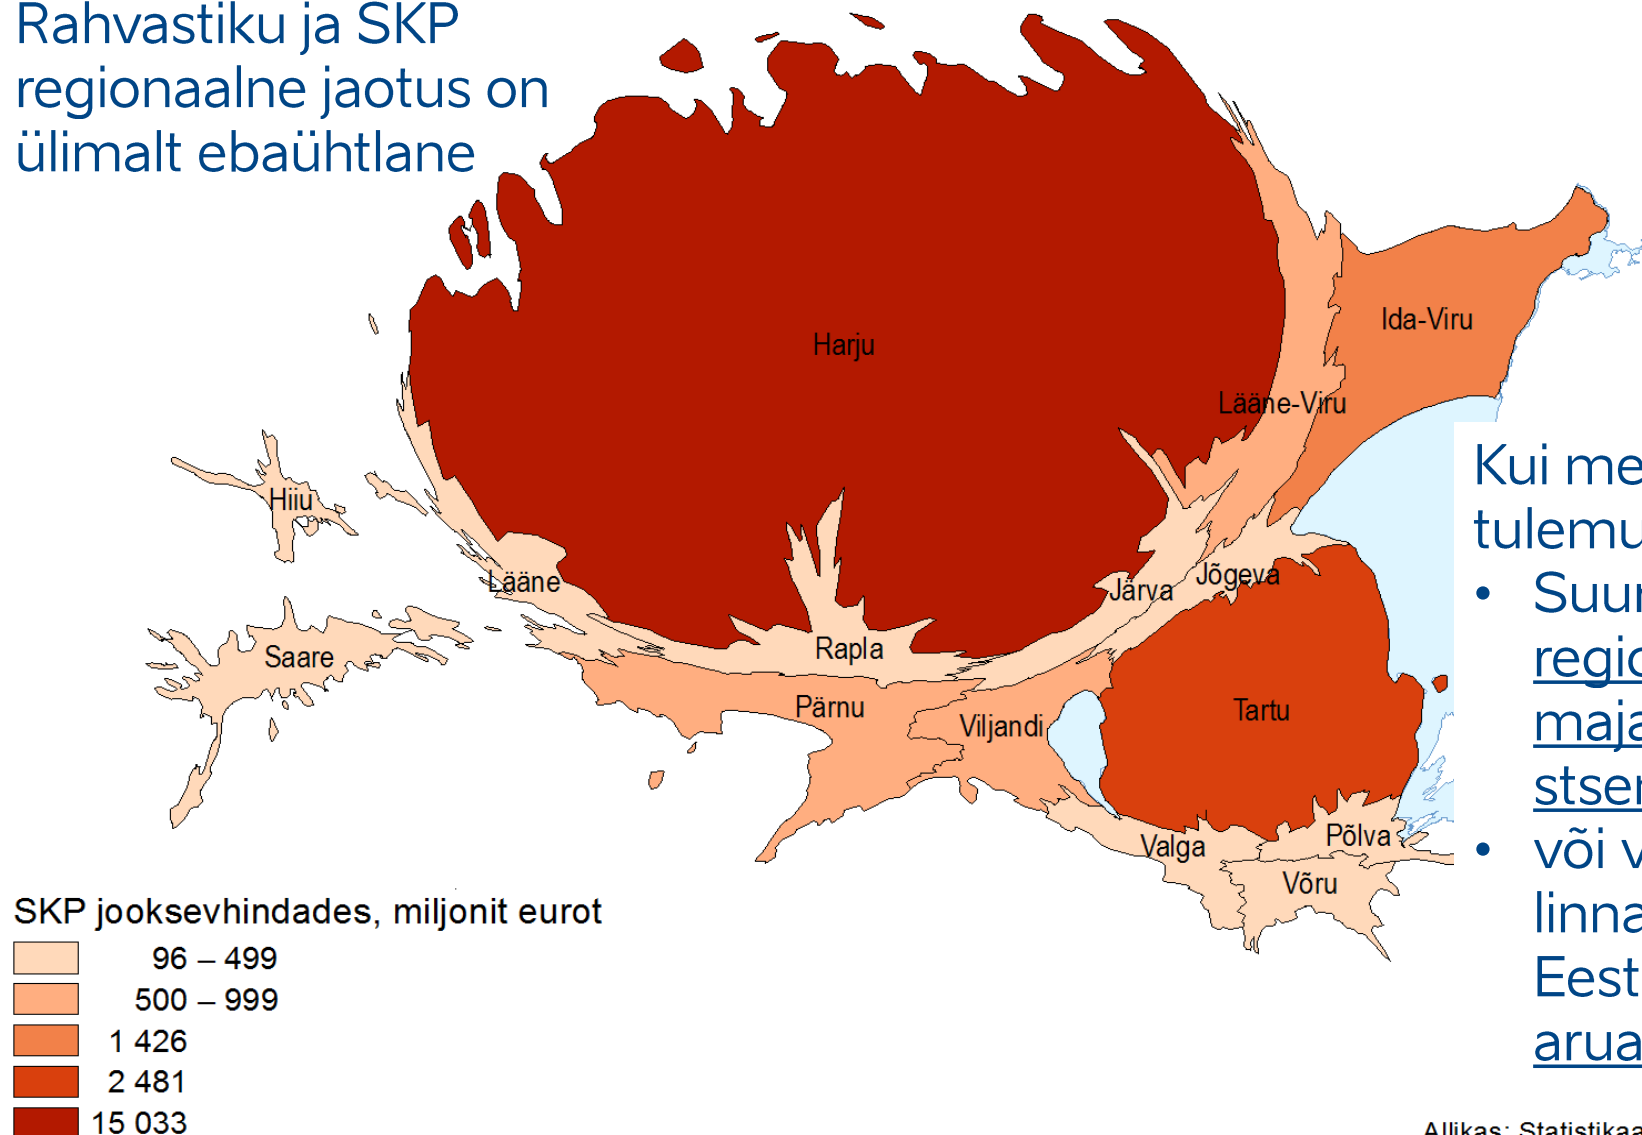 Rahvastiku ja SKP
regionaalne jaotus on
ülimalt ebaühtlane
Harju
Ida-Viru
Lääne-Viru
Hiiu
Lääne
Järva
Jõgeva
Saare
Rapla
Pärnu
Viljandi
Tartu
Valga
Põlva
Võru
Kui me
tulemu
• Suur
regio
maja
stsen
• või v
linna
Eest
arua
SKP jooksevhindades, miljonit eurot
96 – 499
500 – 999
1 426
2 481
15 033
Allikas: Statistikaa